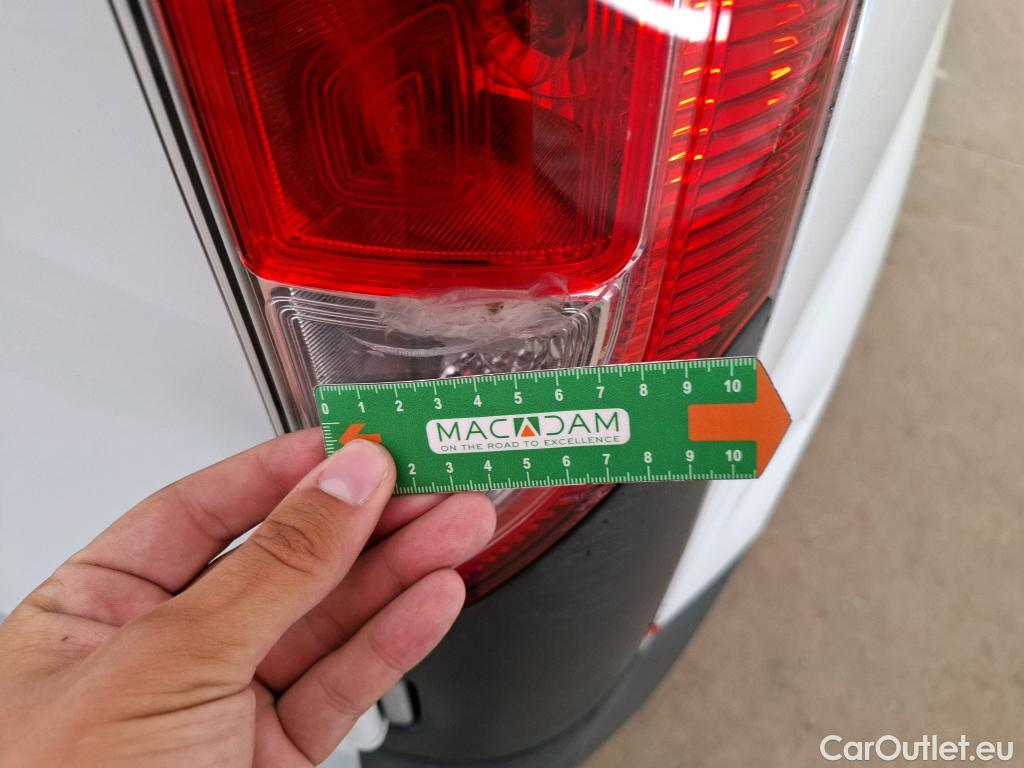 0 1 2 3 4 5 6 7 8 9 10
MACADAM
ON THE ROAD TO EXCELLENCE
2 3 4 5 6 7 8 9 10
CarOutlet.eu